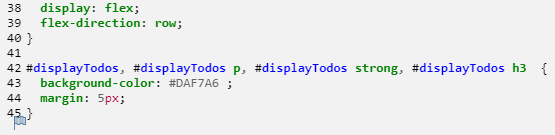 38 display: flex;
39 flex-direction: row;
40 }
41
42 #displayTodos, #displayTodos p, #displayTodos strong, #displayTodos h3  {
43 background-color: #DAF7A6 ;
44 margin: 5px;
45 }